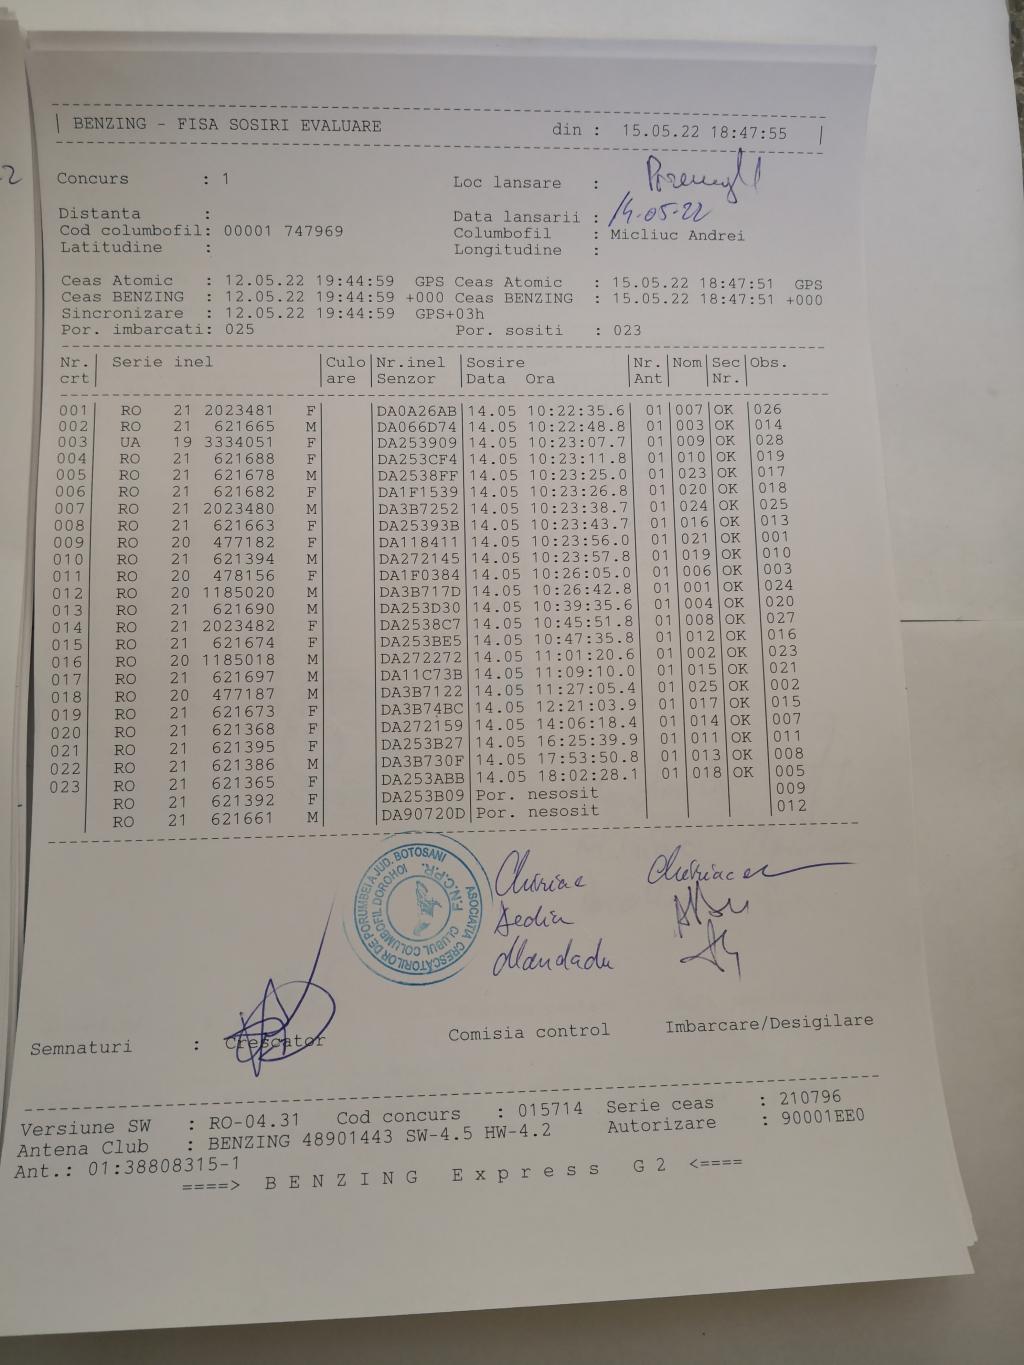 BENZING - FISA SOSIRI EVALUARE din : 15.05.22 18:47:55
Concurs : 1 Loc lansare :
Distanta : Data lansarii : 14-05-22
Cod columbofil: 00001 747969 Columbofil : Micliuc Andrei
Latitudine : Longitudine :
Ceas Atomic : 12.05.22 19:44:59 GPS Ceas Atomic : 15.05.22 18:47:51 GPS
Ceas BENZING : 12.05.22 19:44:59 +000 Ceas BENZING : 15.05.22 18:47:51 +000
Sincronizare : 12.05.22 19:44:59 GPS+03h
Por. imbarcati: 025 Por. sositi : 023
Nr. Serie inel Culo Nr.inel Sosire Nr. Nom Sec Obs.
crt are Senzor Data Ora Ant Nr.
001 RO 21 2023481 F DA0A26AB 14.05 10:22:35.6 01 007 OK 026
002 RO 21 621665 M DA066D74 14.05 10:22:48.8 01 003 OK 014
003 UA 19 3334051 F DA253909 14.05 10:23:07.7 01 009 OK 028
004 RO 21 621688 F DA253CF4 14.05 10:23:11.8 01 010 OK 019
005 RO 21 621678 M DA2538FF 14.05 10:23:25.0 01 023 OK 017
006 RO 21 621682 F DA1F1539 14.05 10:23:26.8 01 020 OK 018
007 RO 21 2023480 M DA3B7252 14.05 10:23:38.7 01 024 OK 025
008 RO 21 621663 F DA25393B 14.05 10:23:43.7 01 016 OK 013
009 RO 20 477182 F DA118411 14.05 10:23:56.0 01 021 OK 001
010 RO 21 621394 M DA272145 14.05 10:23:57.8 01 019 OK 010
011 RO 20 478156 F DA1F0384 14.05 10:26:05.0 01 006 OK 003
012 RO 20 1185020 M DA3B717D 14.05 10:26:42.8 01 001 OK 024
013 RO 21 621690 M DA253D30 14.05 10:39:35.6 01 004 OK 020
014 RO 21 2023482 F DA2538C7 14.05 10:45:51.8 01 008 OK 027
015 RO 21 621674 F DA253BE5 14.05 10:47:35.8 01 012 OK 016
016 RO 20 1185018 M DA272272 14.05 11:01:20.6 01 002 OK 023
017 RO 21 621697 M DA11C73B 14.05 11:09:10.0 01 015 OK 021
018 RO 20 477187 M DA3B7122 14.05 11:27:05.4 01 025 OK 002
019 RO 21 621673 F DA3B74BC 14.05 12:21:03.9 01 017 OK 015
020 RO 21 621368 F DA272159 14.05 14:06:18.4 01 014 OK 007
021 RO 21 621395 F DA253B27 14.05 16:25:39.9 01 011 OK 011
022 RO 21 621386 M DA3B730F 14.05 17:53:50.8 01 013 OK 008
023 RO 21 621365 F DA253ABB 14.05 18:02:28.1 01 018 OK 005
RO 21 621392 F DA253B09 Por. nesosit 009
RO 21 621661 M DA90720D Por. nesosit 012
ASOCIATIA CRESCĂTORILOR DE PORUMBEI A JUD. BOTOSANI
CLUBUL COLUMBOFIL DOROHOI
F.N.C.P.R.
Semnaturi : Crescator Comisia control Imbarcare/Desigilare
Versiune SW : RO-04.31 Cod concurs : 015714 Serie ceas : 210796
Antena Club : BENZING 48901443 SW-4.5 HW-4.2 Autorizare : 90001EE0
Ant.: 01:38808315-1
====> B E N Z I N G E x p r e s s G 2 <====